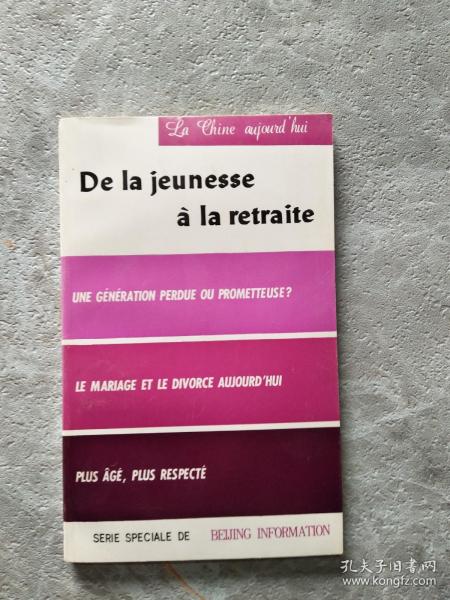 La Chine aujourd'hui
De la jeunesse
à la retraite
UNE GÉNÉRATION PERDUE OU PROMETTEUSE?
LE MARIAGE ET LE DIVORCE AUJOURD'HUI
PLUS ÂGÉ, PLUS RESPECTÉ
SERIE SPECIALE DE BEIJING INFORMATION
孔夫子旧书网
www.kongfz.com